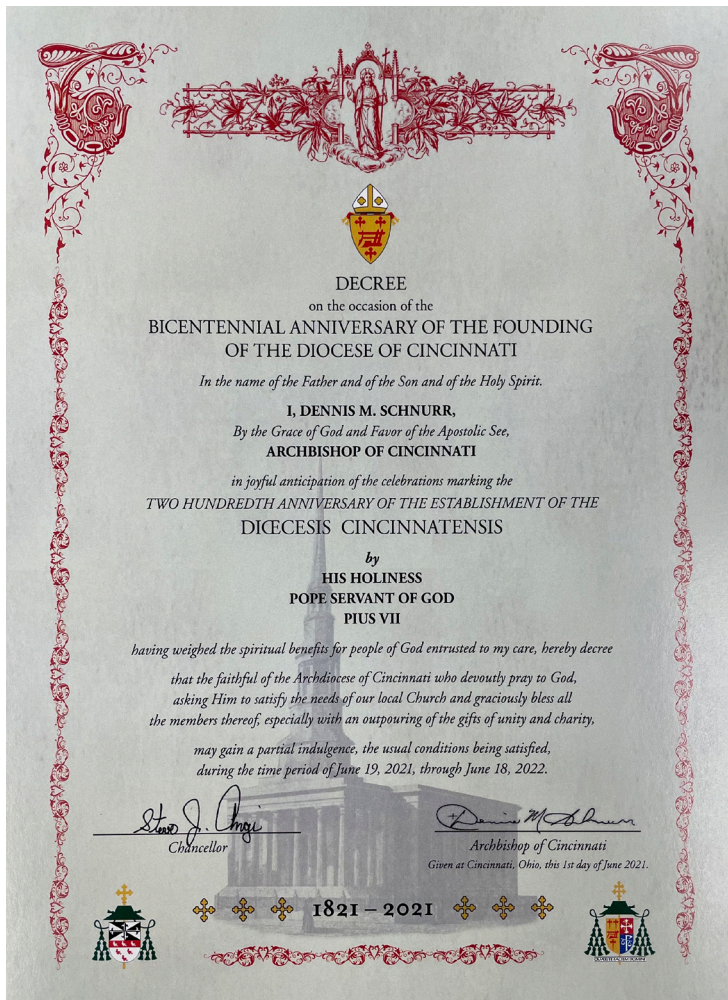 DECREE
on the occasion of the
BICENTENNIAL ANNIVERSARY OF THE FOUNDING
OF THE DIOCESE OF CINCINNATI
In the name of the Father and of the Son and of the Holy Spirit.
I, DENNIS M. SCHNURR,
By the Grace of God and Favor of the Apostolic See,
ARCHBISHOP OF CINCINNATI
in joyful anticipation of the celebrations marking the
TWO HUNDREDTH ANNIVERSARY OF THE ESTABLISHMENT OF THE
DIŒCESIS CINCINNATENSIS
by
HIS HOLINESS
POPE SERVANT OF GOD
PIUS VII
having weighed the spiritual benefits for people of God entrusted to my care, hereby decree
that the faithful of the Archdiocese of Cincinnati who devoutly pray to God,
asking Him to satisfy the needs of our local Church and graciously bless all
the members thereof, especially with an outpouring of the gifts of unity and charity,
may gain a partial indulgence, the usual conditions being satisfied,
during the time period of June 19, 2021, through June 18, 2022.
Chancellor
Archbishop of Cincinnati
Given at Cincinnati, Ohio, this 1st day of June 2021.
1821 – 2021